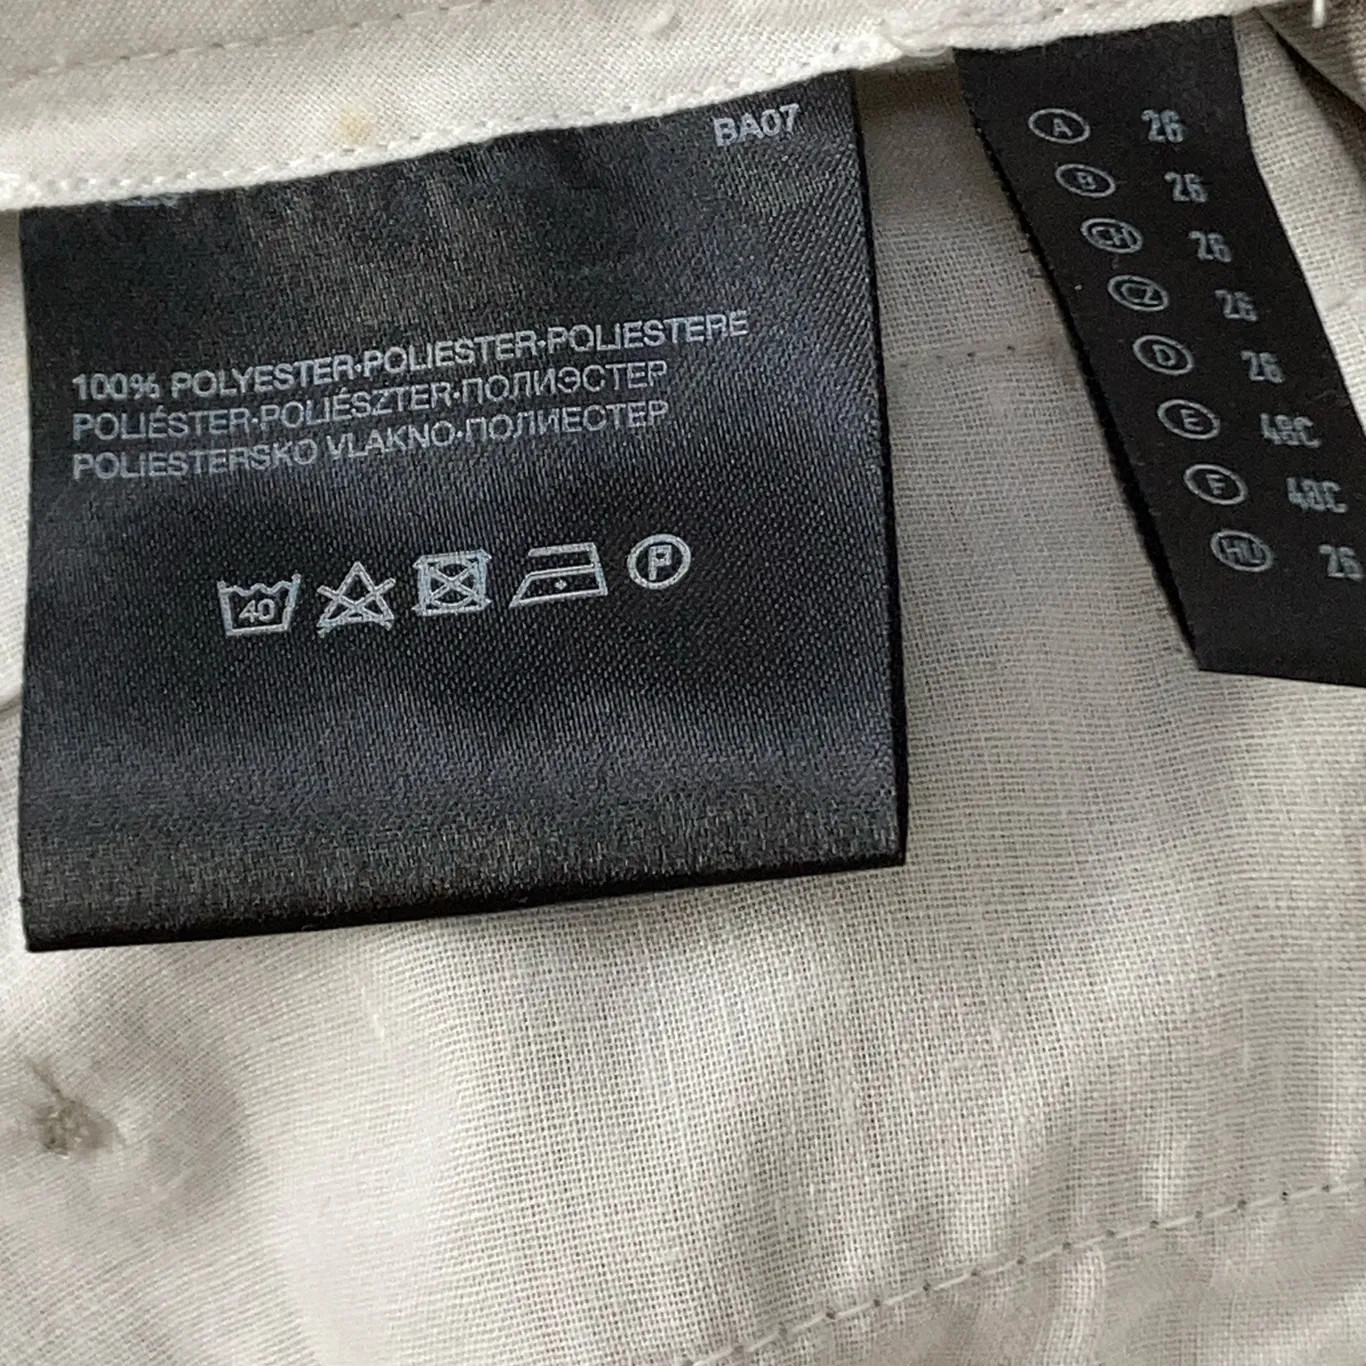 BA07
100% POLYESTER·POLIESTER·POLIESTERE
POLIÉSTER·POLIÉSZTER·ПОЛИЭСТЕР
POLIESTERSKO VLAKNO·ПОЛИЕСТЕР
40
P
A 26
B 26
CH 26
CZ 26
D 26
E 48C
F 48C
HU 26